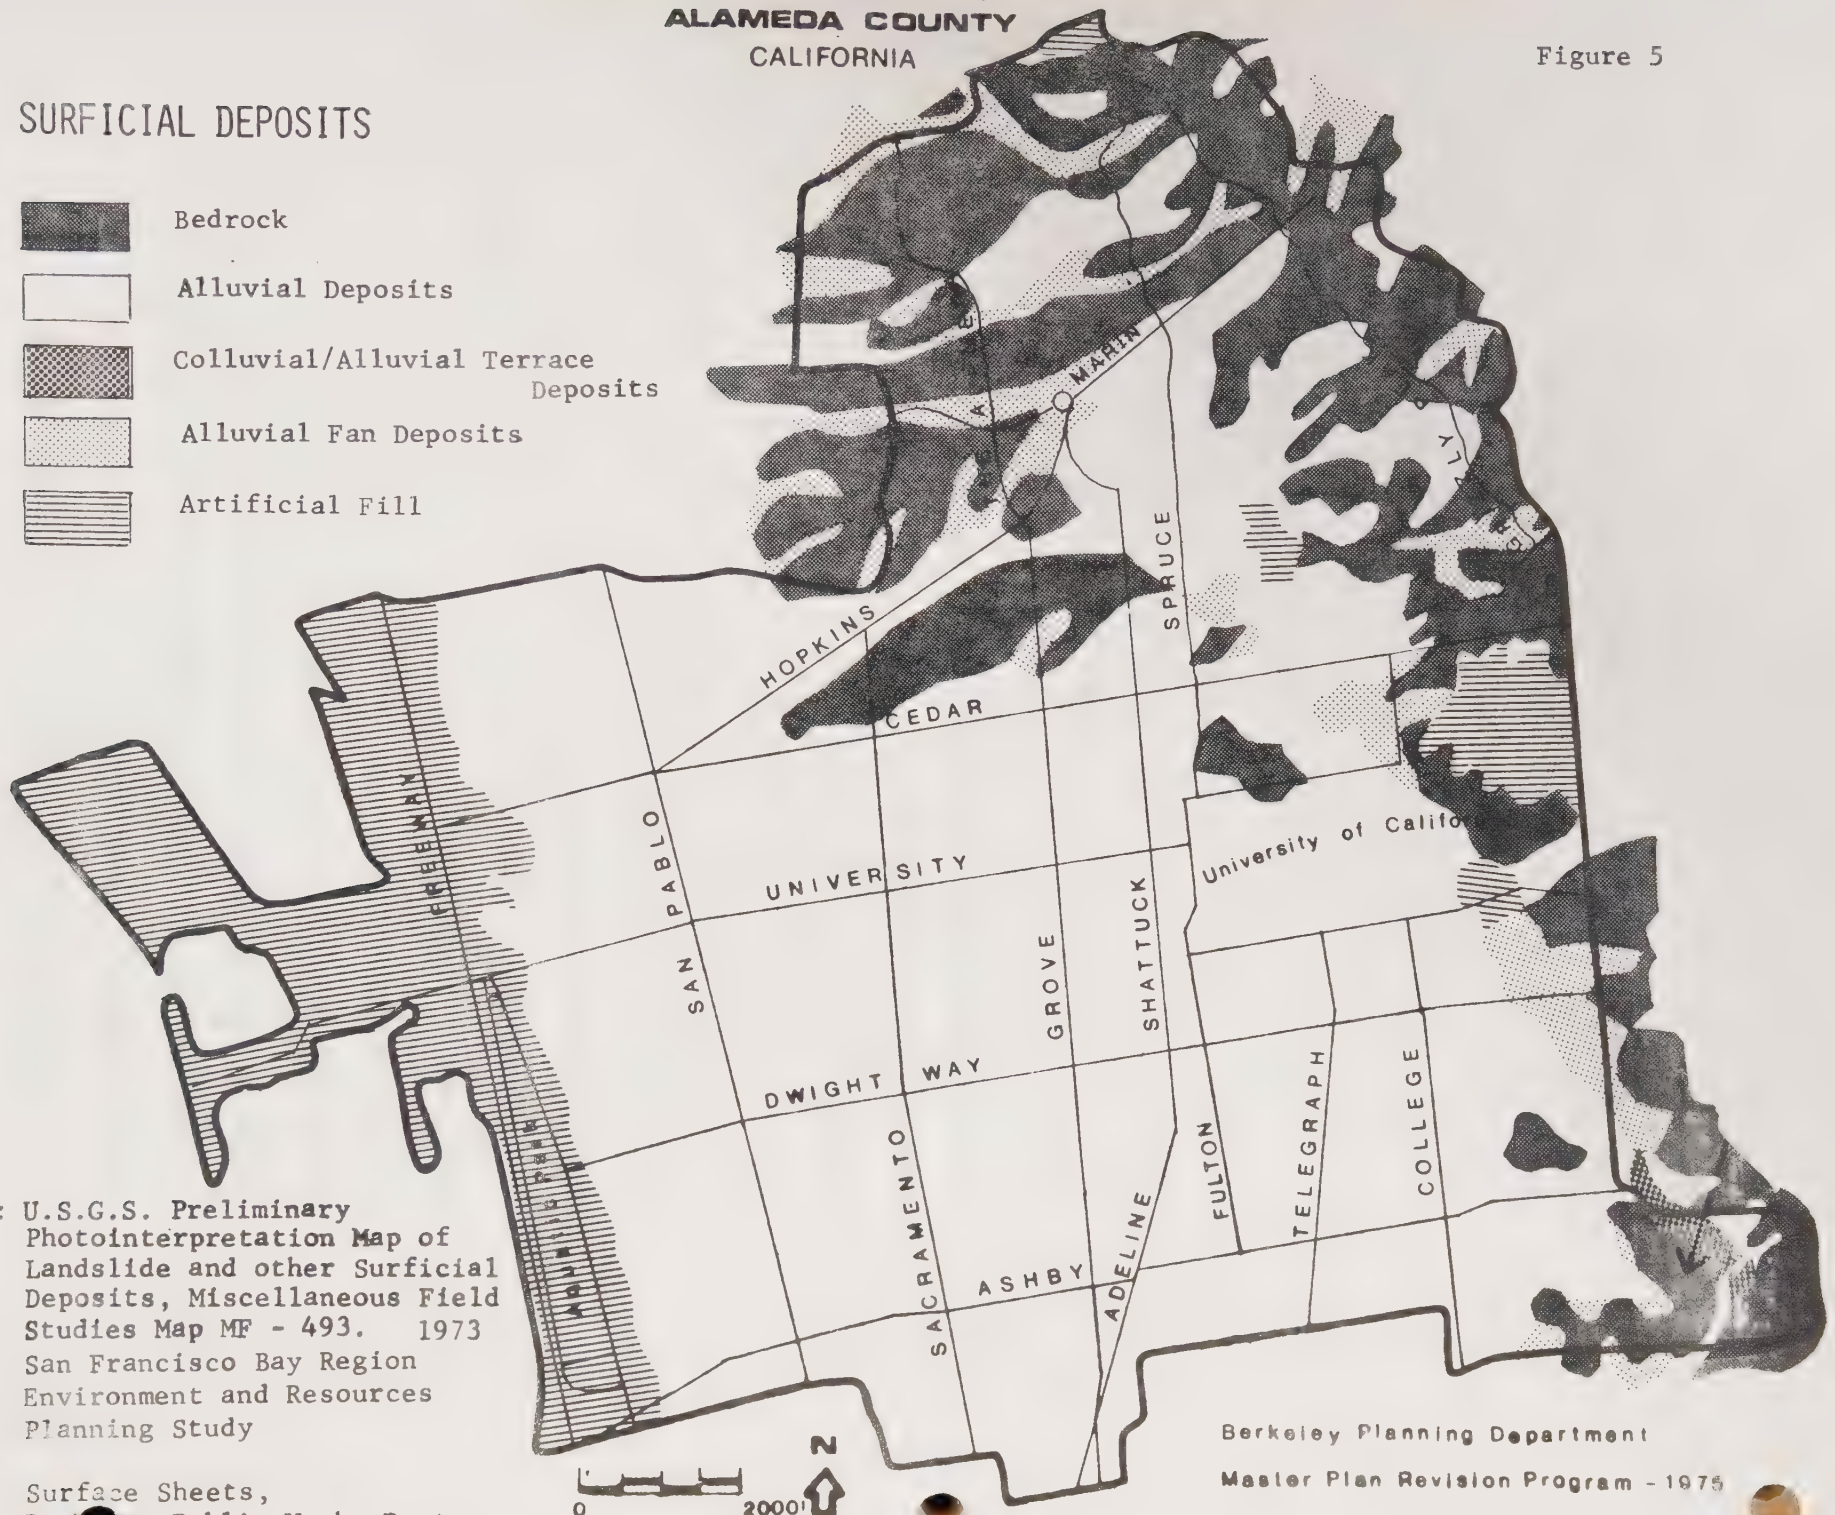 ALAMEDA COUNTY
CALIFORNIA
Figure 5
SURFICIAL DEPOSITS
Bedrock
Alluvial Deposits
Colluvial/Alluvial Terrace
Deposits
Alluvial Fan Deposits
Artificial Fill
MARIN
THE ALAMEDA
SPRUCE
GRIZZLY
HOPKINS
CEDAR
FREEWAY
SAN PABLO
UNIVERSITY
University of Califor
GROVE
SHATTUCK
DWIGHT WAY
SACRAMENTO
FULTON
TELEGRAPH
COLLEGE
ADELINE
ASHBY
: U.S.G.S. Preliminary
Photointerpretation Map of
Landslide and other Surficial
Deposits, Miscellaneous Field
Studies Map MF - 493. 1973
San Francisco Bay Region
Environment and Resources
Planning Study
Surface Sheets,
N
0 2000'
Berkeley Planning Department
Master Plan Revision Program - 1975